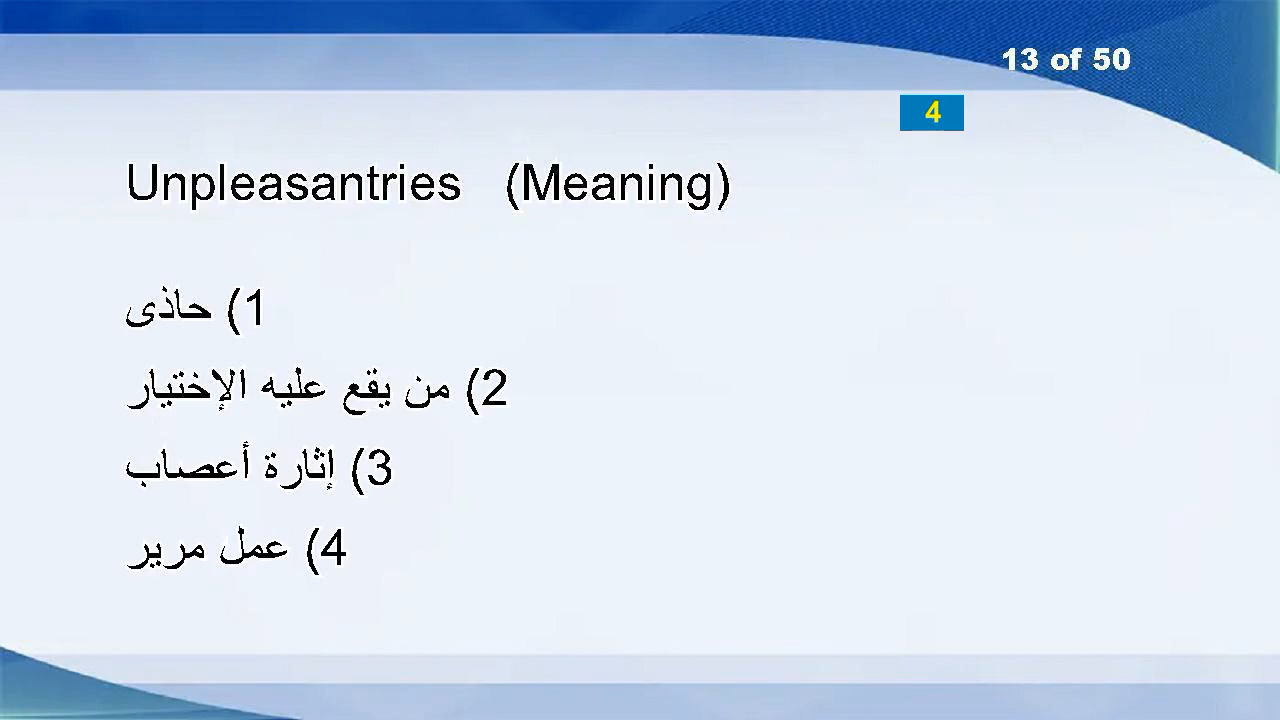 13 of 50
4
Unpleasantries (Meaning)
1) حاذى
2) من يقع عليه الإختيار
3) إثارة أعصاب
4) عمل مرير